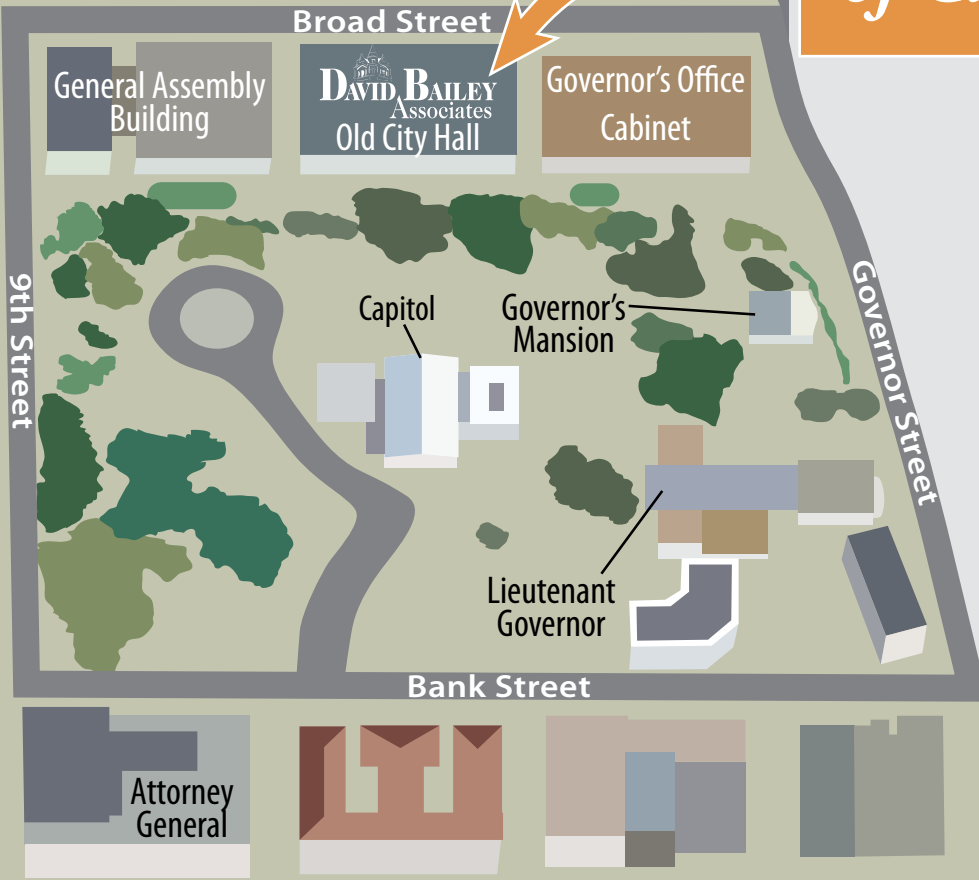 Broad Street
General Assembly
Building
DAVID BAILEY
Associates
Old City Hall
Governor's Office
Cabinet
9th Street
Capitol
Governor's
Mansion
Governor Street
Lieutenant
Governor
Bank Street
Attorney
General